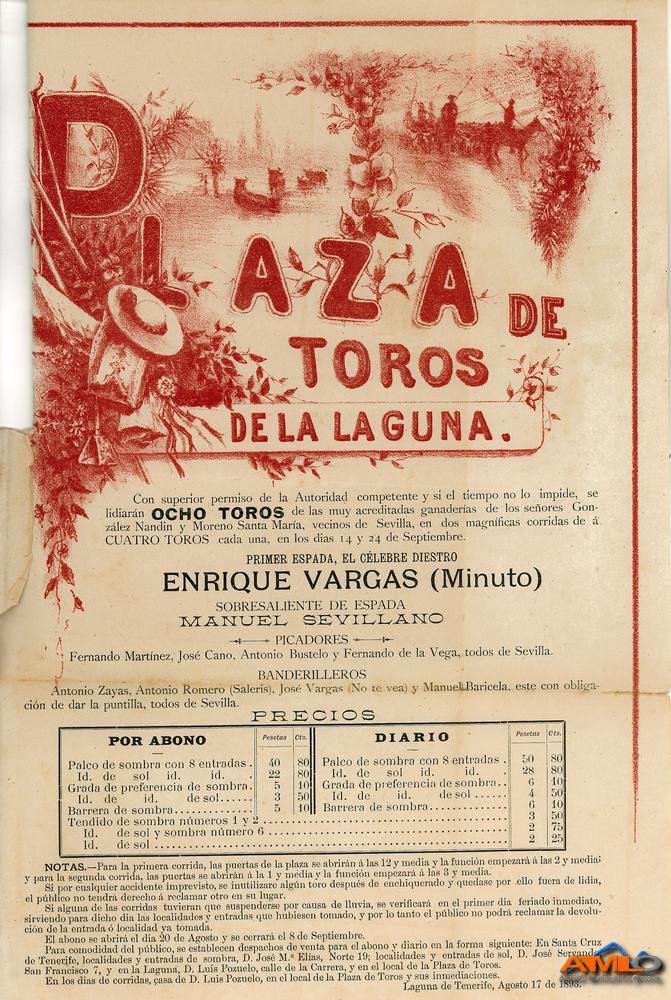 PLAZA DE
TOROS
DE LA LAGUNA.
Con superior permiso de la Autoridad competente y si el tiempo no lo impide, se
lidiarán OCHO TOROS de las muy acreditadas ganaderías de los señores Gon-
zález Nandin y Moreno Santa María, vecinos de Sevilla, en dos magníficas corridas de á
CUATRO TOROS cada una, en los dias 14 y 24 de Septiembre.
PRIMER ESPADA, EL CÉLEBRE DIESTRO
ENRIQUE VARGAS (Minuto)
SOBRESALIENTE DE ESPADA
MANUEL SEVILLANO
PICADORES
Fernando Martínez, José Cano, Antonio Bustelo y Fernando de la Vega, todos de Sevilla.
BANDERILLEROS
Antonio Zayas, Antonio Romero (Saleris), José Vargas (No te vea) y Manuel Baricela, este con obliga-
ción de dar la puntilla, todos de Sevilla.
PRECIOS
POR ABONO Pesetas Cts.
Palco de sombra con 8 entradas . 40 80
Id. de sol id. id. . 22 80
Grada de preferencia de sombra. 5 10
Id. de id. de sol...... 3 50
Barrera de sombra.............. 5 10
DIARIO Pesetas Cts.
Palco de sombra con 8 entradas . 50 80
Id. de sol id. id. . 28 80
Grada de preferencia de sombra.. 6 10
Id. de id. de sol...... 4 50
Barrera de sombra.............. 6 10
Tendido de sombra números 1 y 2 ........ 3 50
Id. de sol y sombra número 6 ........ 2 75
Id. de sol ........ 2 25
NOTAS.—Para la primera corrida, las puertas de la plaza se abrirán á las 12 y media y la función empezará á las 2 y media;
y para la segunda corrida, las puertas se abrirán á la 1 y media y la función empezará á las 3 y media.
Si por cualquier accidente imprevisto, se inutilizare algún toro después de enchiquerado y quedase por ello fuera de lidia,
el público no tendrá derecho á reclamar otro en su lugar.
Si alguna de las corridas tuvieran que suspenderse por causa de lluvia, se verificará en el primer dia feriado inmediato,
sirviendo para dicho dia las localidades y entradas que hubiesen tomado, y por lo tanto el público no podrá reclamar la devolu-
ción de la entrada ó localidad ya tomada.
El abono se abrirá el dia 20 de Agosto y se cerrará el 8 de Septiembre.
Para comodidad del público, se establecen despachos de venta para el abono y diario en la forma siguiente: En Santa Cruz
de Tenerife, localidades y entradas de sombra, D. José M.ª Elías, Norte 19; localidades y entradas de sol, D. José Servando,
San Francisco 7, y en la Laguna, D. Luis Pozuelo, calle de la Carrera, y en el local de la Plaza de Toros.
En los dias de corridas, casa de D. Luis Pozuelo, en el local de la Plaza de Toros y sus inmediaciones.
Laguna de Tenerife, Agosto 17 de 1893.
AMLO